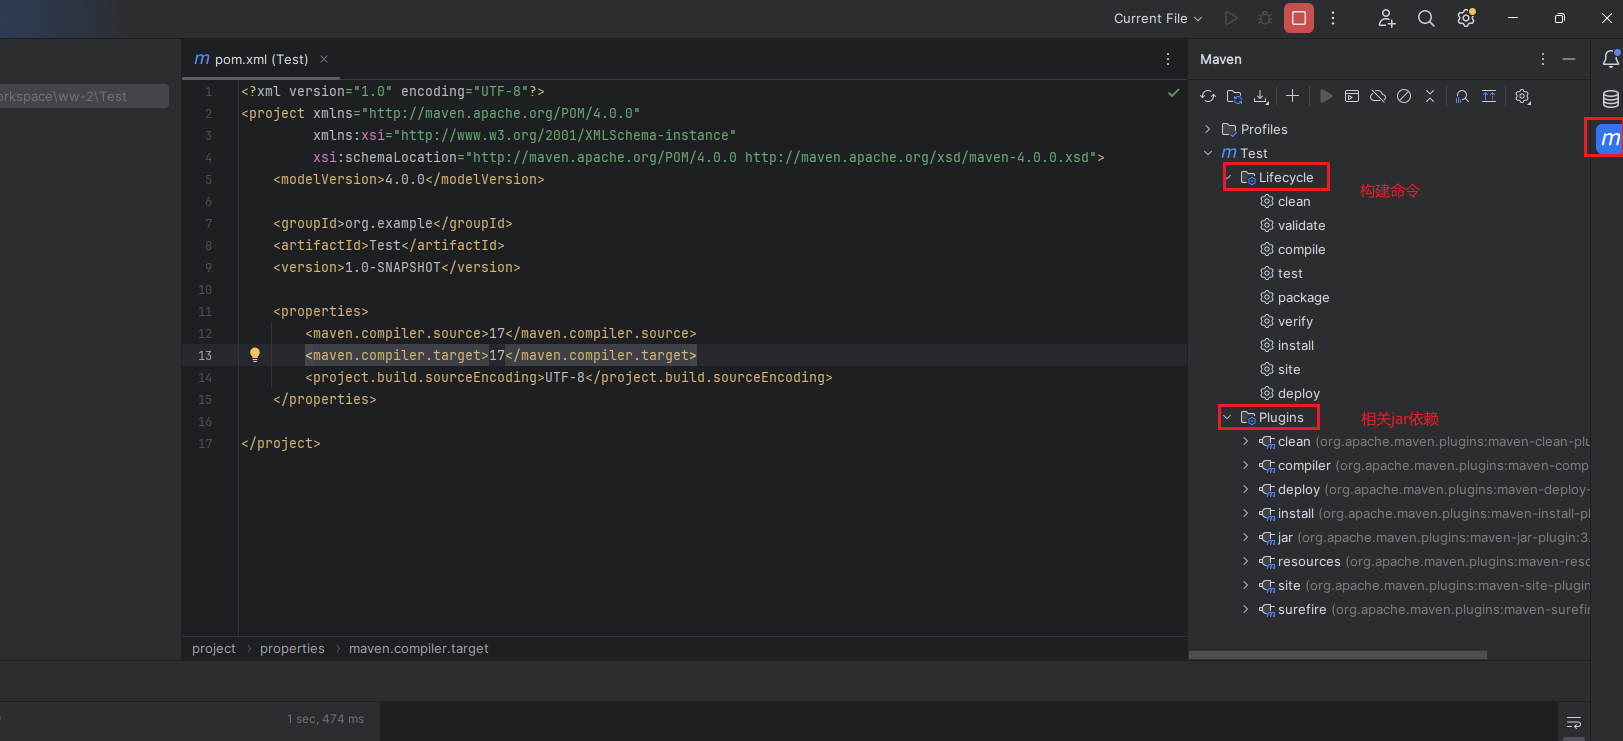 Current File
orkspace\ww-2\Test
pom.xml (Test)
Maven
1 <?xml version="1.0" encoding="UTF-8"?>
2 <project xmlns="http://maven.apache.org/POM/4.0.0"
3 xmlns:xsi="http://www.w3.org/2001/XMLSchema-instance"
4 xsi:schemaLocation="http://maven.apache.org/POM/4.0.0 http://maven.apache.org/xsd/maven-4.0.0.xsd">
5 <modelVersion>4.0.0</modelVersion>
6
7 <groupId>org.example</groupId>
8 <artifactId>Test</artifactId>
9 <version>1.0-SNAPSHOT</version>
10
11 <properties>
12 <maven.compiler.source>17</maven.compiler.source>
13 <maven.compiler.target>17</maven.compiler.target>
14 <project.build.sourceEncoding>UTF-8</project.build.sourceEncoding>
15 </properties>
16
17 </project>
project > properties > maven.compiler.target
Profiles
m Test
Lifecycle
构建命令
clean
validate
compile
test
package
verify
install
site
deploy
Plugins
相关jar依赖
clean (org.apache.maven.plugins:maven-clean-plu
compiler (org.apache.maven.plugins:maven-comp
deploy (org.apache.maven.plugins:maven-deploy-
install (org.apache.maven.plugins:maven-install-pl
jar (org.apache.maven.plugins:maven-jar-plugin:3.
resources (org.apache.maven.plugins:maven-reso
site (org.apache.maven.plugins:maven-site-plugin
surefire (org.apache.maven.plugins:maven-surefir
m
1 sec, 474 ms